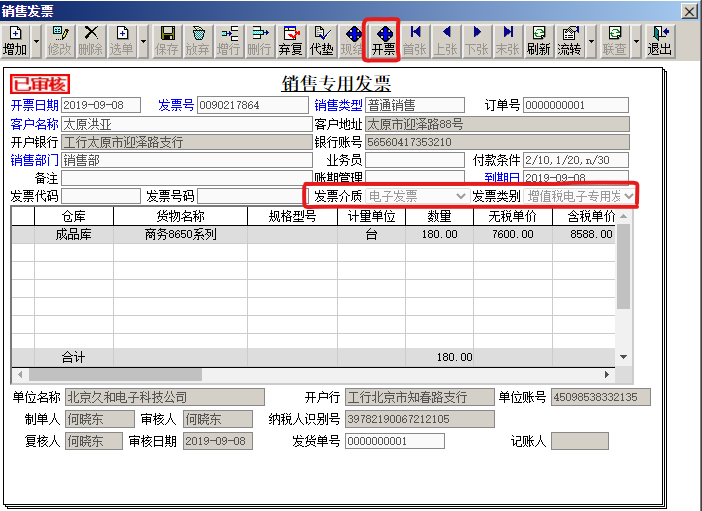 销售发票
增加 修改 删除 选单 保存 放弃 增行 删行 弃复 代垫 现结 开票 首张 上张 下张 末张 刷新 流转 联查 退出
已审核 销售专用发票
开票日期 2019-09-08 发票号 0090217864 销售类型 普通销售 订单号 0000000001
客户名称 太原洪亚 客户地址 太原市迎泽路88号
开户银行 工行太原市迎泽路支行 银行账号 56560417353210
销售部门 销售部 业务员 付款条件 2/10,1/20,n/30
备注 账期管理 到期日 2019-09-08
发票代码 发票号码 发票介质 电子发票 发票类别 增值税电子专用发
仓库 货物名称 规格型号 计量单位 数量 无税单价 含税单价
成品库 商务8650系列 台 180.00 7600.00 8588.00
合计 180.00
单位名称 北京久和电子科技公司 开户行 工行北京市知春路支行 单位账号 45098538332135
制单人 何晓东 审核人 何晓东 纳税人识别号 39782190067212105
复核人 何晓东 审核日期 2019-09-08 发货单号 0000000001 记账人